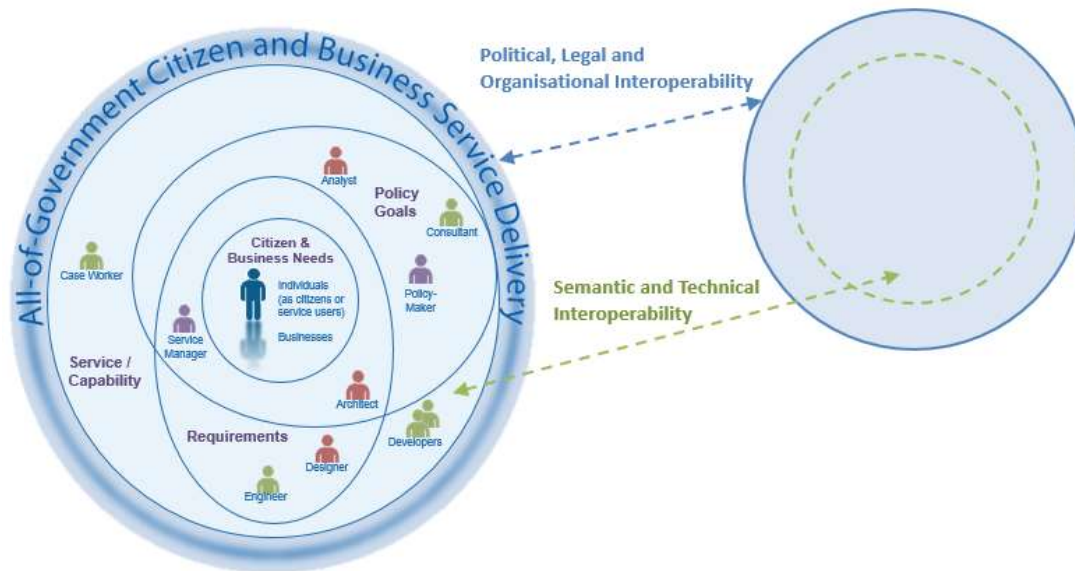 All-of-Government Citizen and Business Service Delivery
Political, Legal and
Organisational Interoperability
Analyst
Policy
Goals
Consultant
Citizen &
Business Needs
Case Worker
Individuals
(as citizens or
service users)
Policy-
Maker
Semantic and Technical
Interoperability
Businesses
Service
Manager
Service /
Capability
Architect
Requirements
Developers
Designer
Engineer